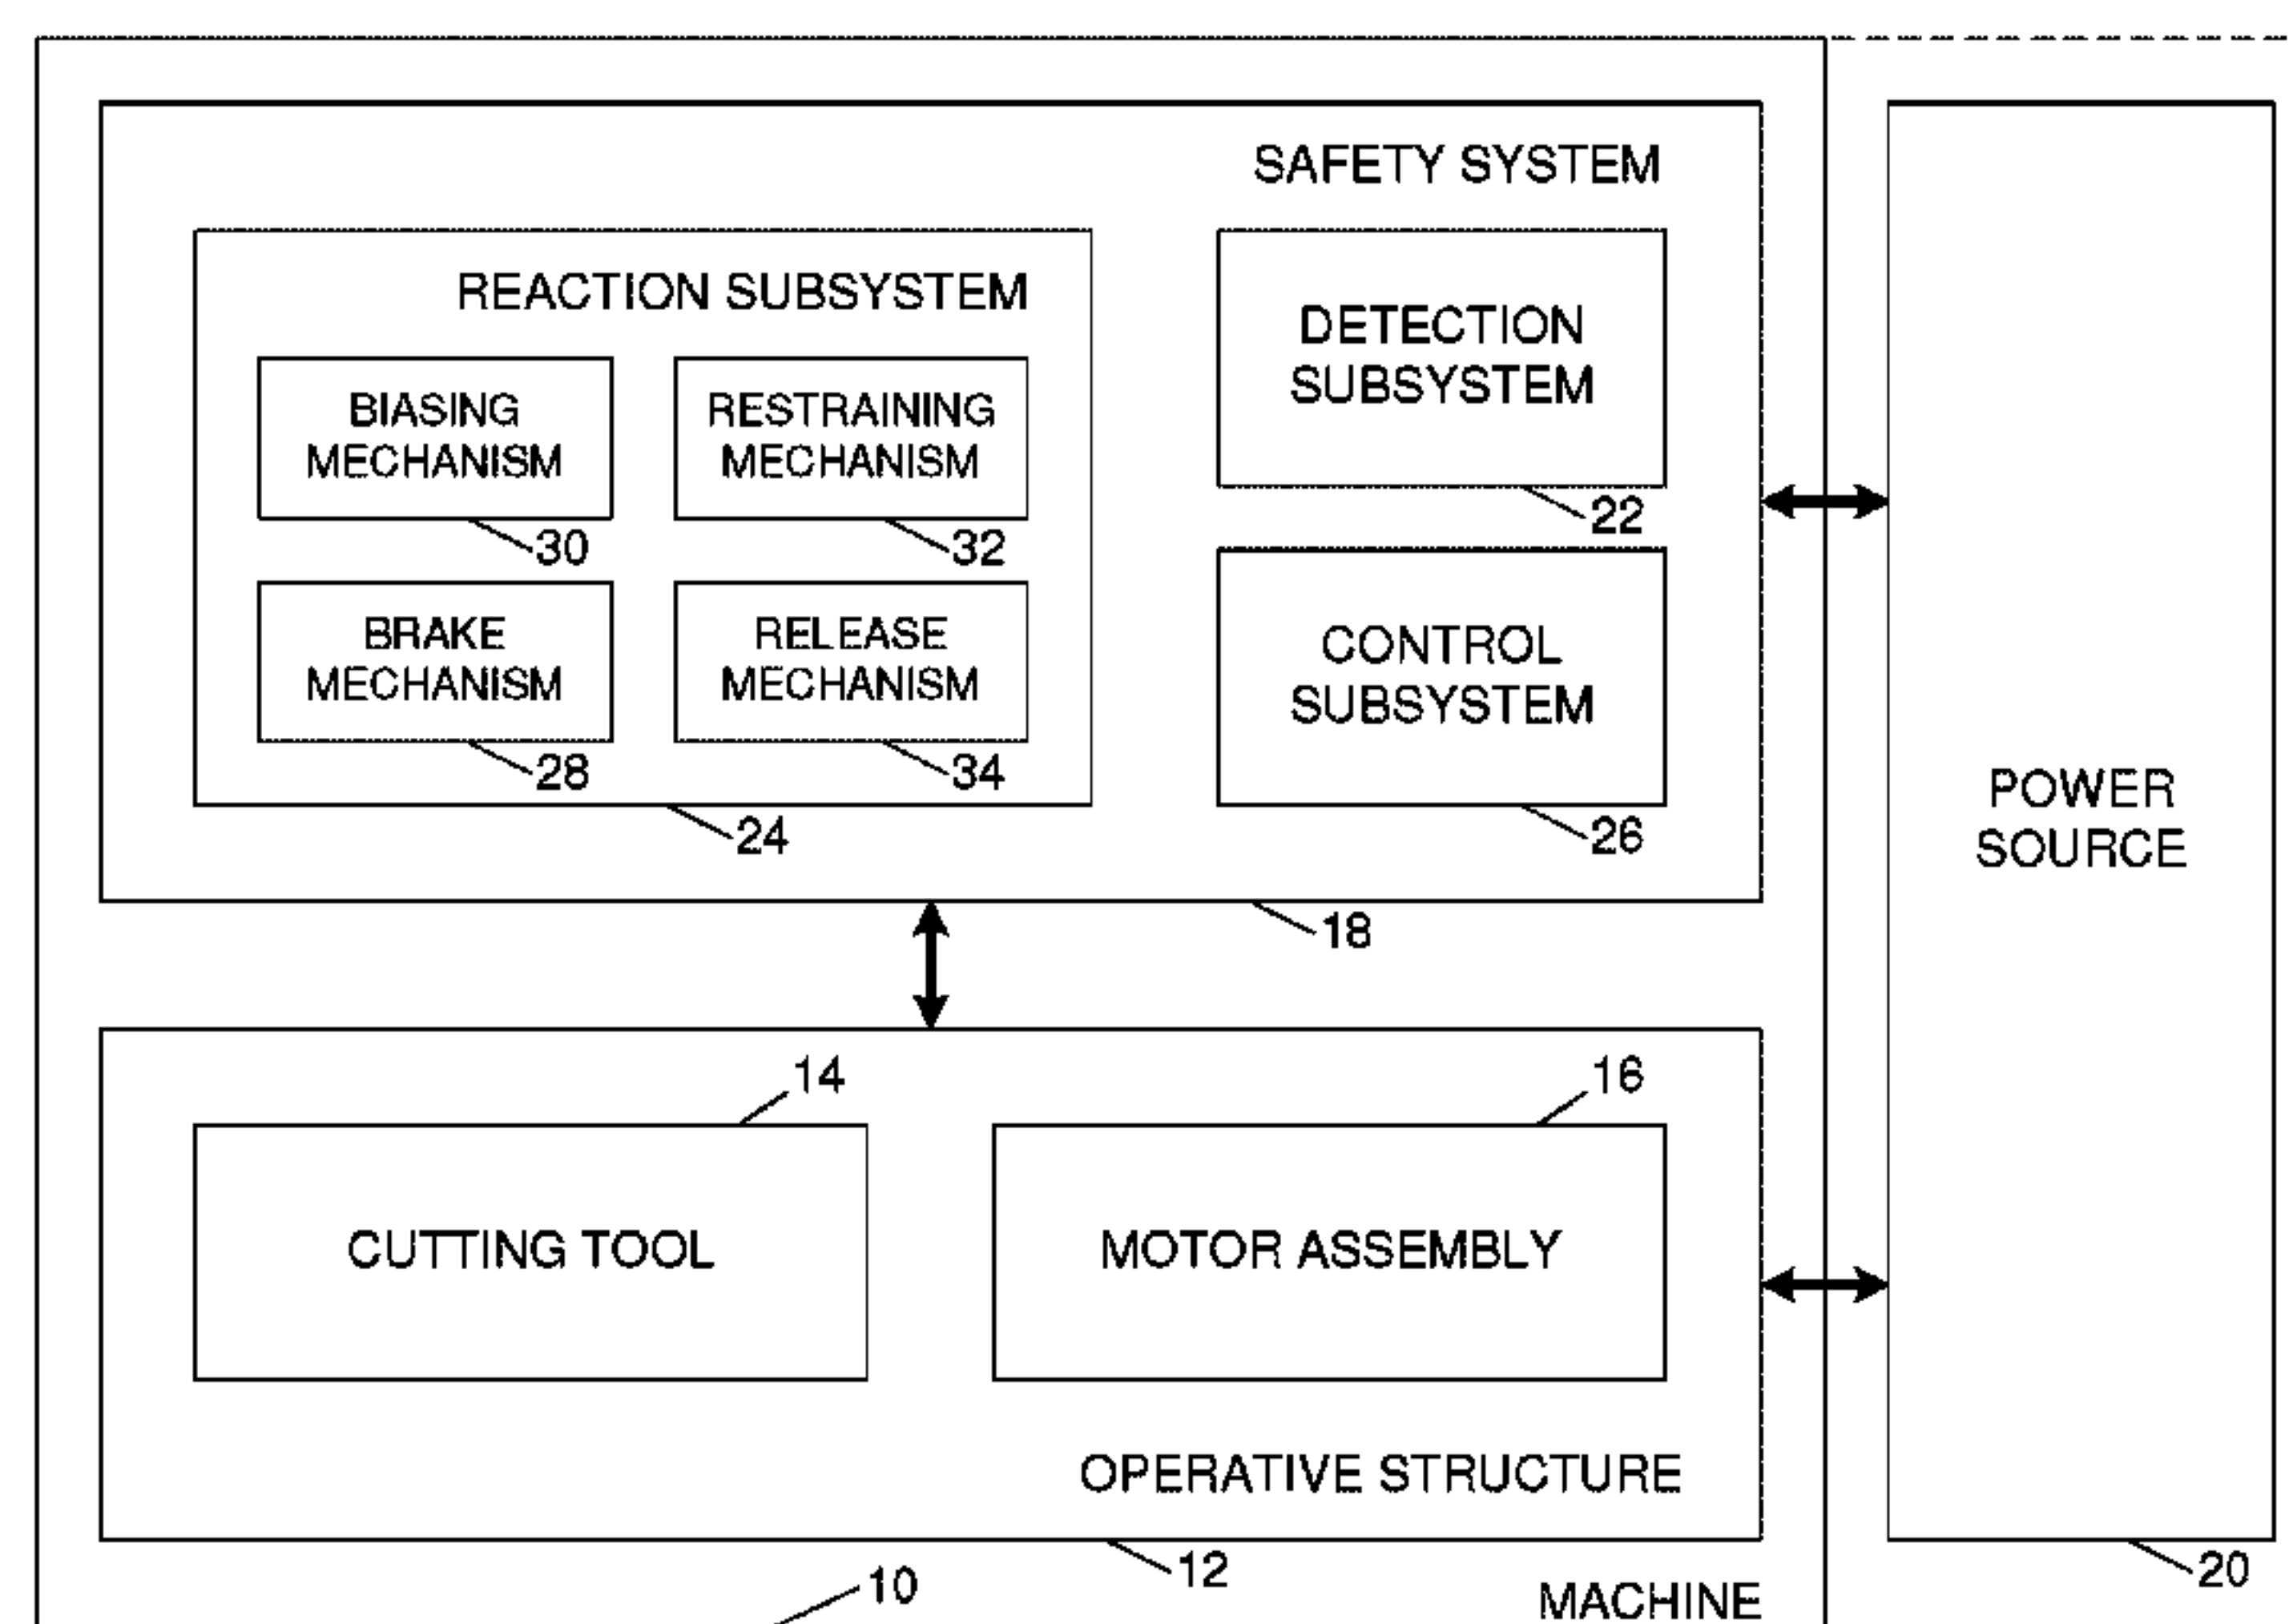 SAFETY SYSTEM
REACTION SUBSYSTEM
BIASING
MECHANISM
30
RESTRAINING
MECHANISM
32
BRAKE
MECHANISM
28
RELEASE
MECHANISM
34
24
DETECTION
SUBSYSTEM
22
CONTROL
SUBSYSTEM
26
18
POWER
SOURCE
20
14
CUTTING TOOL
16
MOTOR ASSEMBLY
OPERATIVE STRUCTURE
12
10
MACHINE